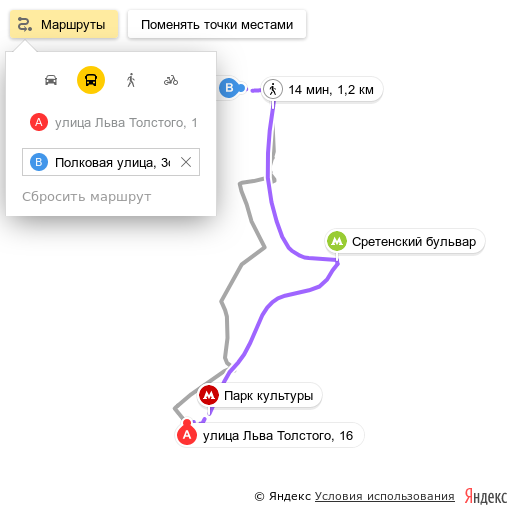 Маршруты
Поменять точки местами
A улица Льва Толстого, 1
B Полковая улица, 3
Сбросить маршрут
B
14 мин, 1,2 км
Сретенский бульвар
Парк культуры
A улица Льва Толстого, 16
© Яндекс Условия использования Яндекс